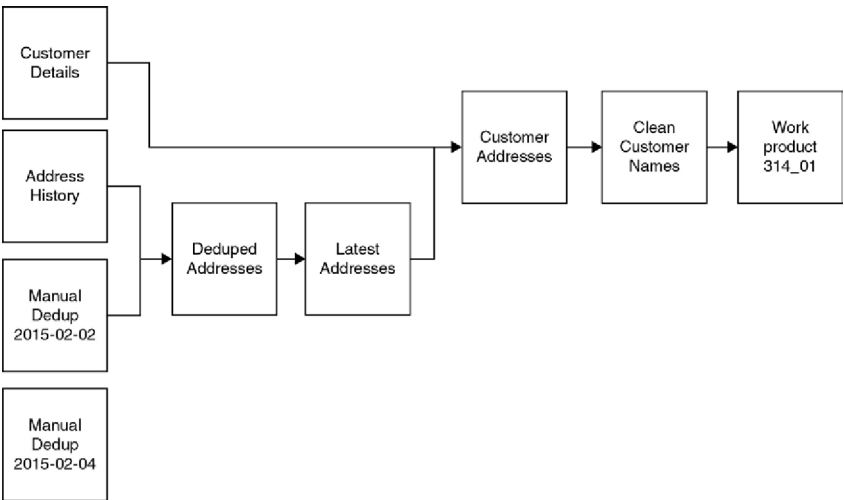 Customer
Details
Address
History
Manual
Dedup
2015-02-02
Manual
Dedup
2015-02-04
Deduped
Addresses
Latest
Addresses
Customer
Addresses
Clean
Customer
Names
Work
product
314_01